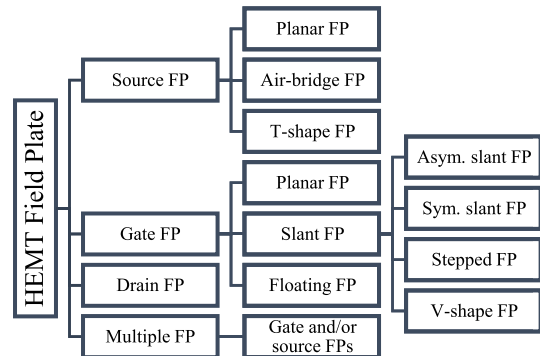 HEMT Field Plate
Source FP
Planar FP
Air-bridge FP
T-shape FP
Gate FP
Planar FP
Slant FP
Asym. slant FP
Sym. slant FP
Stepped FP
V-shape FP
Floating FP
Drain FP
Multiple FP
Gate and/or
source FPs